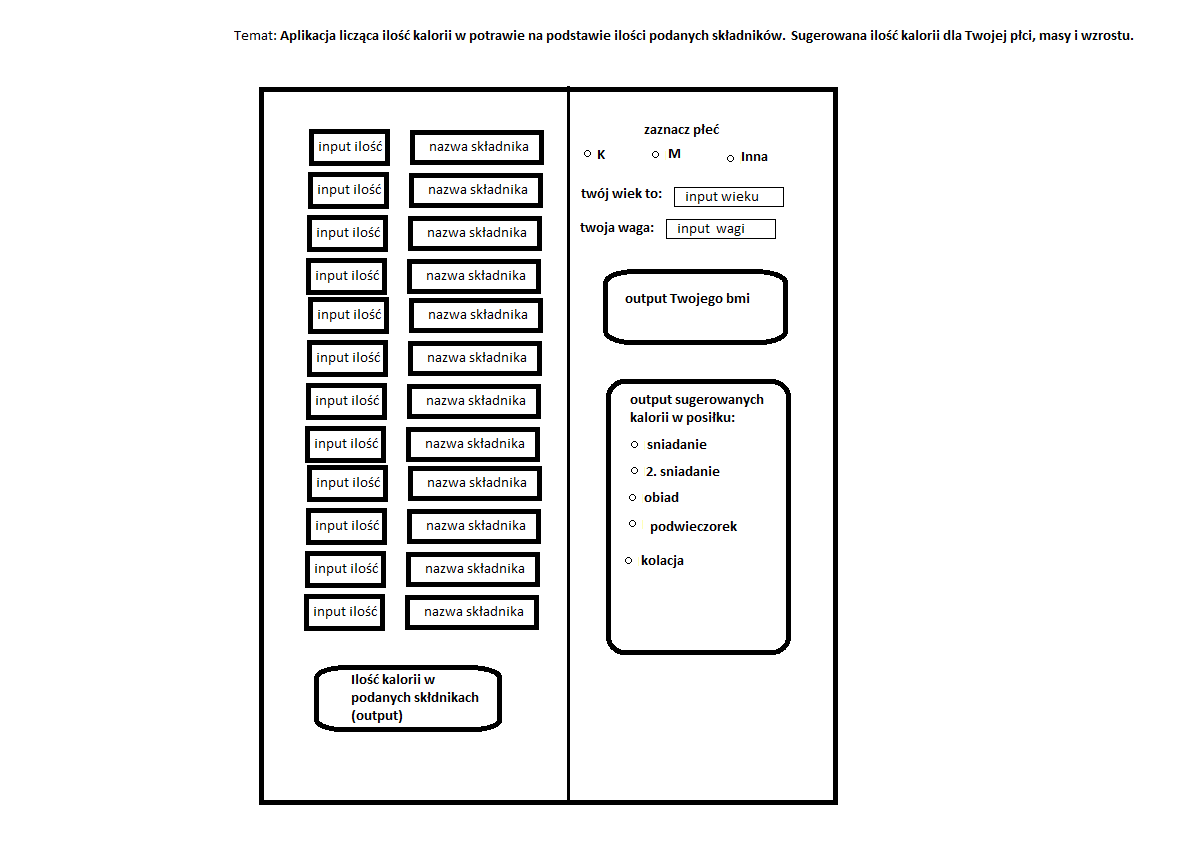 Temat: Aplikacja licząca ilość kalorii w potrawie na podstawie ilości podanych składników. Sugerowana ilość kalorii dla Twojej płci, masy i wzrostu.
input ilość nazwa składnika
input ilość nazwa składnika
input ilość nazwa składnika
input ilość nazwa składnika
input ilość nazwa składnika
input ilość nazwa składnika
input ilość nazwa składnika
input ilość nazwa składnika
input ilość nazwa składnika
input ilość nazwa składnika
input ilość nazwa składnika
input ilość nazwa składnika
Ilość kalorii w
podanych skłdnikach
(output)
zaznacz płeć
K M Inna
twój wiek to: input wieku
twoja waga: input wagi
output Twojego bmi
output sugerowanych
kalorii w posiłku:
sniadanie
2. sniadanie
obiad
podwieczorek
kolacja